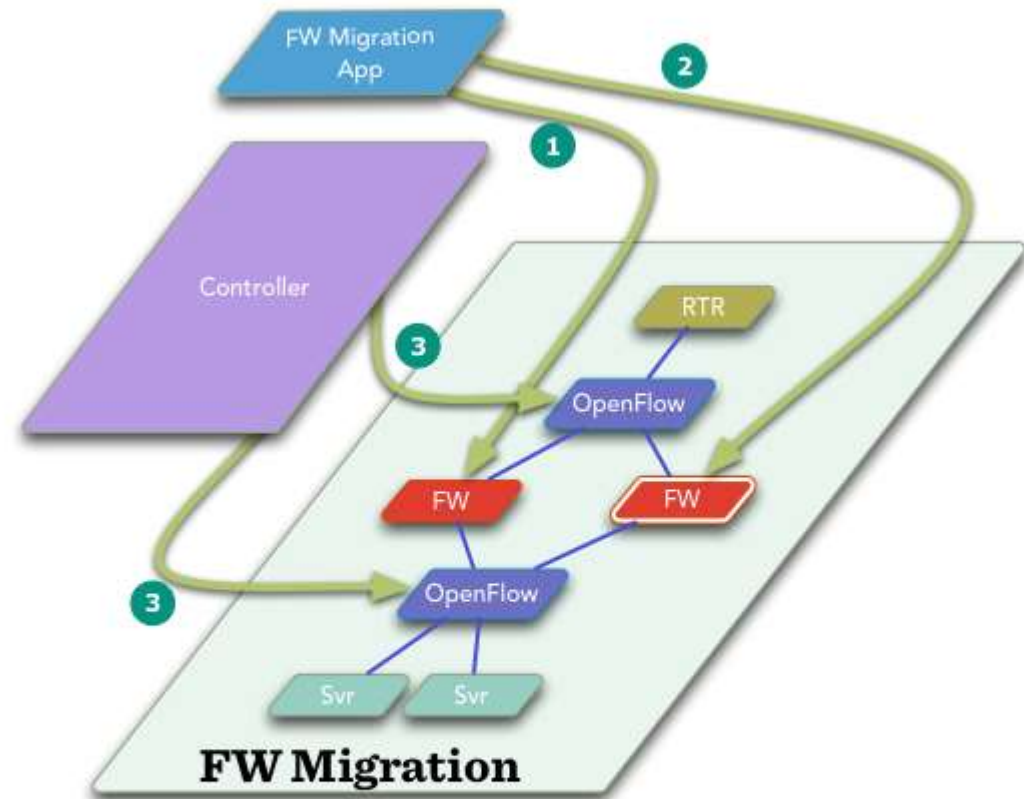 FW Migration
App
2
1
Controller
RTR
3
OpenFlow
FW
FW
OpenFlow
3
Svr
Svr
FW Migration